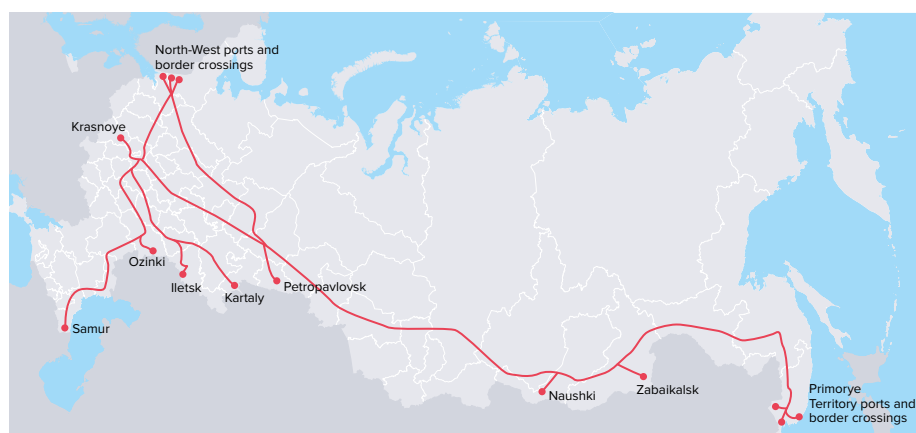 North-West ports and
border crossings
Krasnoye
Ozinki
Iletsk
Kartaly
Petropavlovsk
Samur
Naushki
Zabaikalsk
Primorye
Territory ports and
border crossings